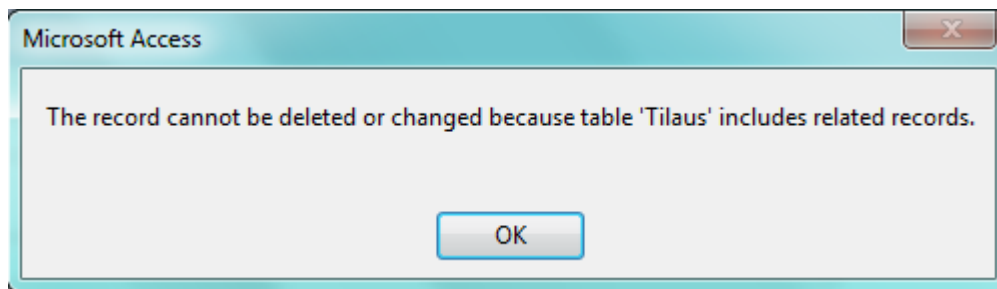 Microsoft Access
The record cannot be deleted or changed because table 'Tilaus' includes related records.
OK